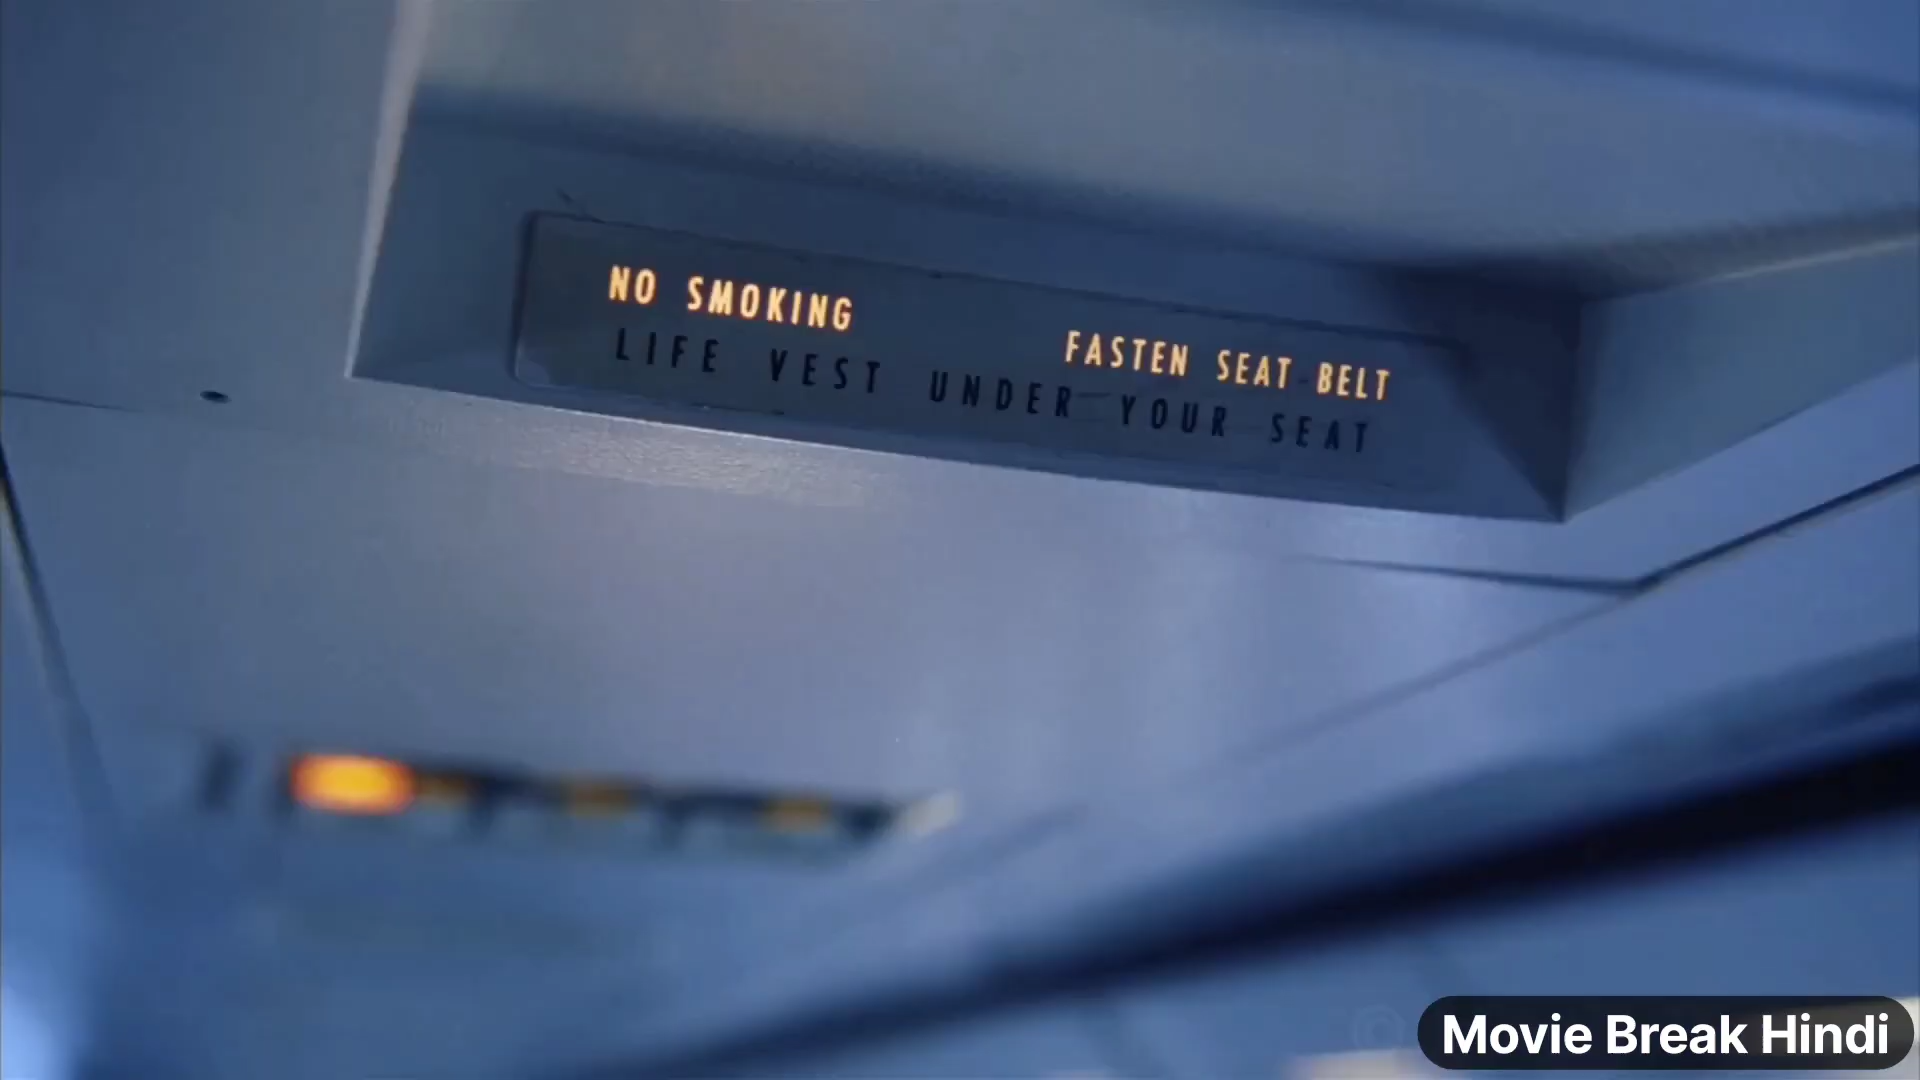 NO SMOKING FASTEN SEAT BELT
LIFE VEST UNDER YOUR SEAT
Movie Break Hindi